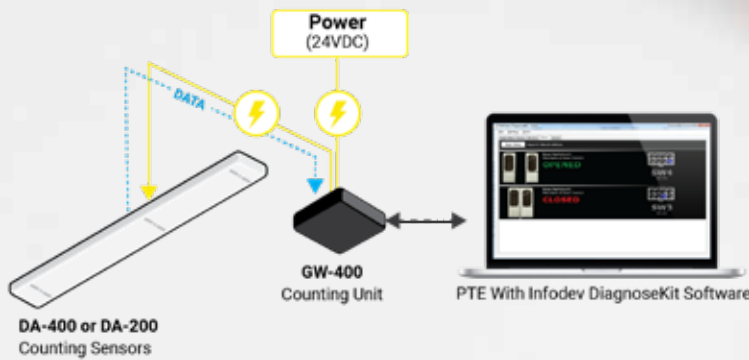 Power
(24VDC)
DATA
OPENED
CLOSED
GW-400
Counting Unit
PTE With Infodev DiagnoseKit Software
DA-400 or DA-200
Counting Sensors